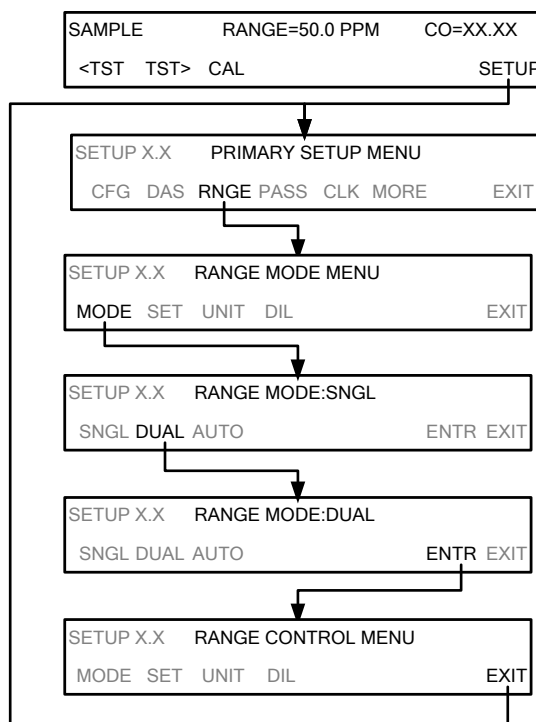 SAMPLE RANGE=50.0 PPM CO=XX.XX
<TST TST> CAL SETUP
SETUP X.X PRIMARY SETUP MENU
CFG DAS RNGE PASS CLK MORE EXIT
SETUP X.X RANGE MODE MENU
MODE SET UNIT DIL EXIT
SETUP X.X RANGE MODE:SNGL
SNGL DUAL AUTO ENTR EXIT
SETUP X.X RANGE MODE:DUAL
SNGL DUAL AUTO ENTR EXIT
SETUP X.X RANGE CONTROL MENU
MODE SET UNIT DIL EXIT